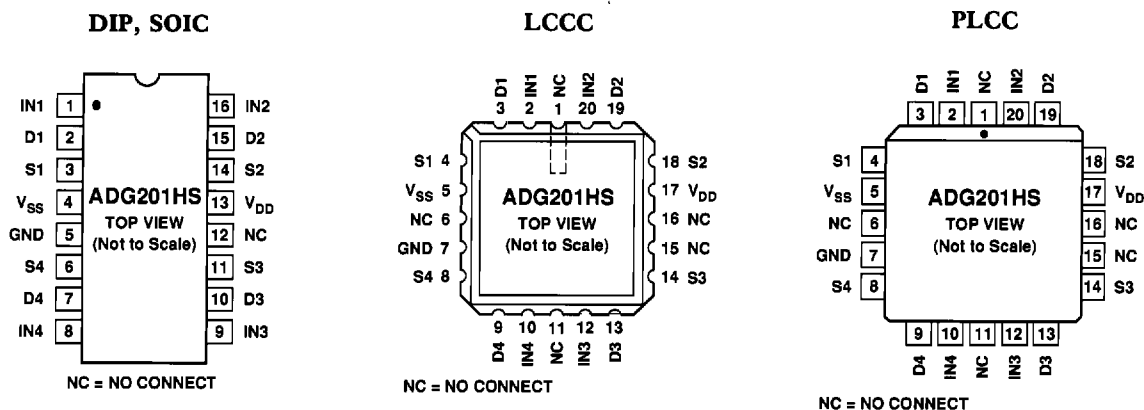 DIP, SOIC
IN1 1
D1 2
S1 3
VSS 4
GND 5
S4 6
D4 7
IN4 8
16 IN2
15 D2
14 S2
13 VDD
12 NC
11 S3
10 D3
9 IN3
ADG201HS
TOP VIEW
(Not to Scale)
NC = NO CONNECT
LCCC
D1 IN1 NC IN2 D2
3 2 1 20 19
S1 4
VSS 5
NC 6
GND 7
S4 8
18 S2
17 VDD
16 NC
15 NC
14 S3
ADG201HS
TOP VIEW
(Not to Scale)
9 10 11 12 13
D4 IN4 NC IN3 D3
NC = NO CONNECT
PLCC
D1 IN1 NC IN2 D2
3 2 1 20 19
S1 4
VSS 5
NC 6
GND 7
S4 8
18 S2
17 VDD
16 NC
15 NC
14 S3
ADG201HS
TOP VIEW
(Not to Scale)
9 10 11 12 13
D4 IN4 NC IN3 D3
NC = NO CONNECT